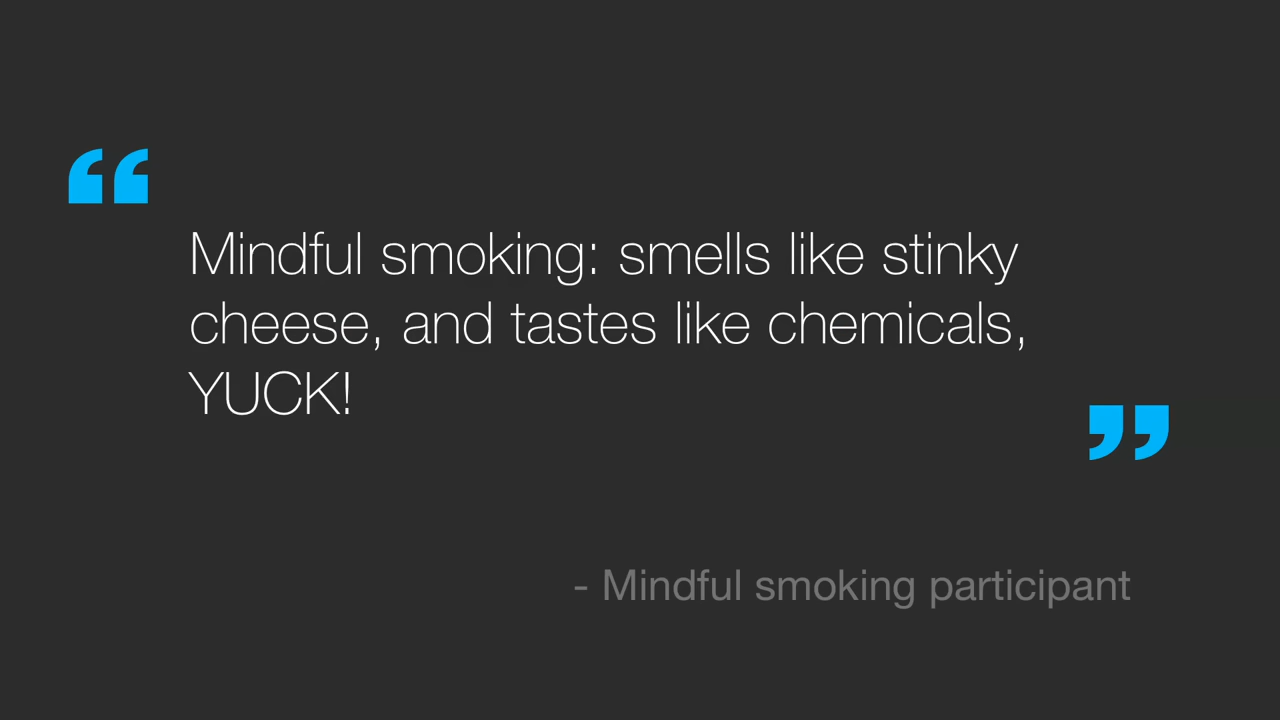 “
Mindful smoking: smells like stinky
cheese, and tastes like chemicals,
YUCK!
”
- Mindful smoking participant